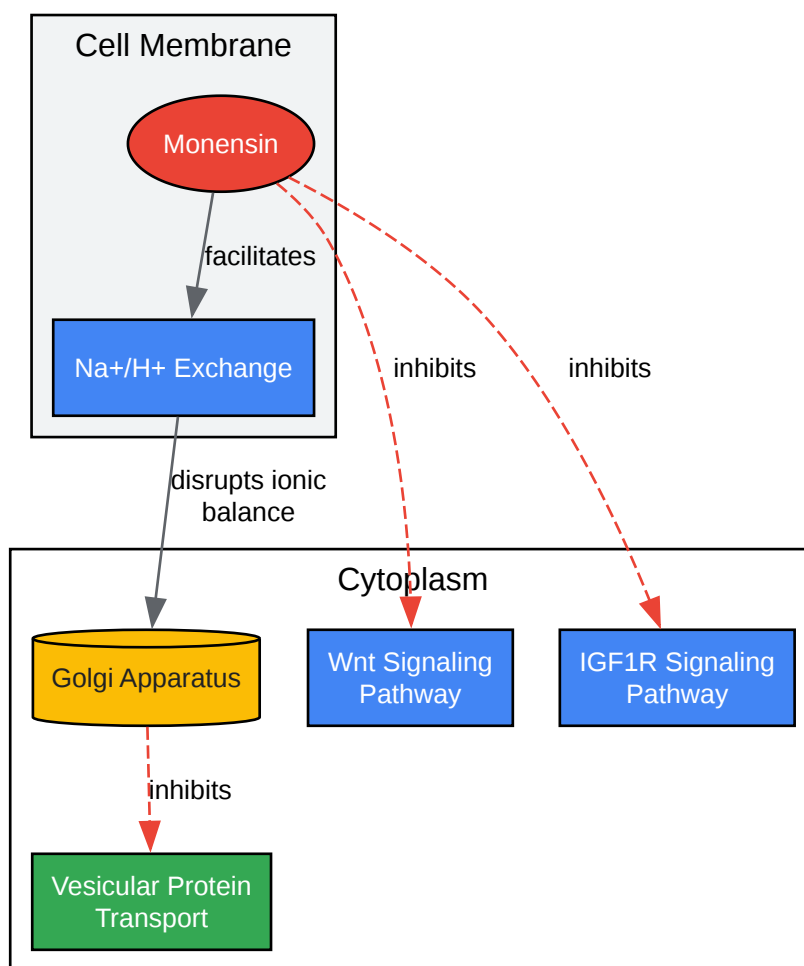 Cell Membrane
Monensin
facilitates
Na+/H+ Exchange
inhibits
inhibits
disrupts ionic
balance
Cytoplasm
Golgi Apparatus
Wnt Signaling
Pathway
IGF1R Signaling
Pathway
inhibits
Vesicular Protein
Transport